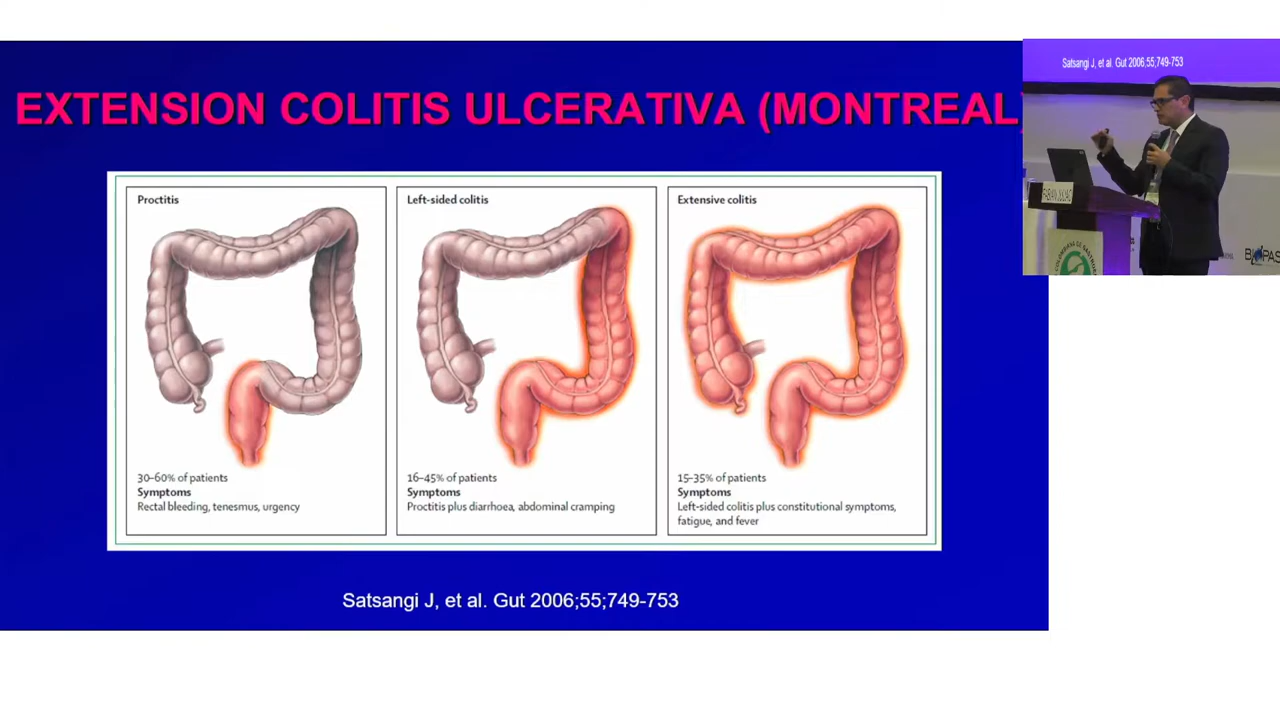 EXTENSION COLITIS ULCERATIVA (MONTREAL)
Proctitis
30–60% of patients
Symptoms
Rectal bleeding, tenesmus, urgency
Left-sided colitis
16–45% of patients
Symptoms
Proctitis plus diarrhoea, abdominal cramping
Extensive colitis
15–35% of patients
Symptoms
Left-sided colitis plus constitutional symptoms,
fatigue, and fever
Satsangi J, et al. Gut 2006;55;749-753
Satsangi J, et al. Gut 2006;55;749-753
FABIAN